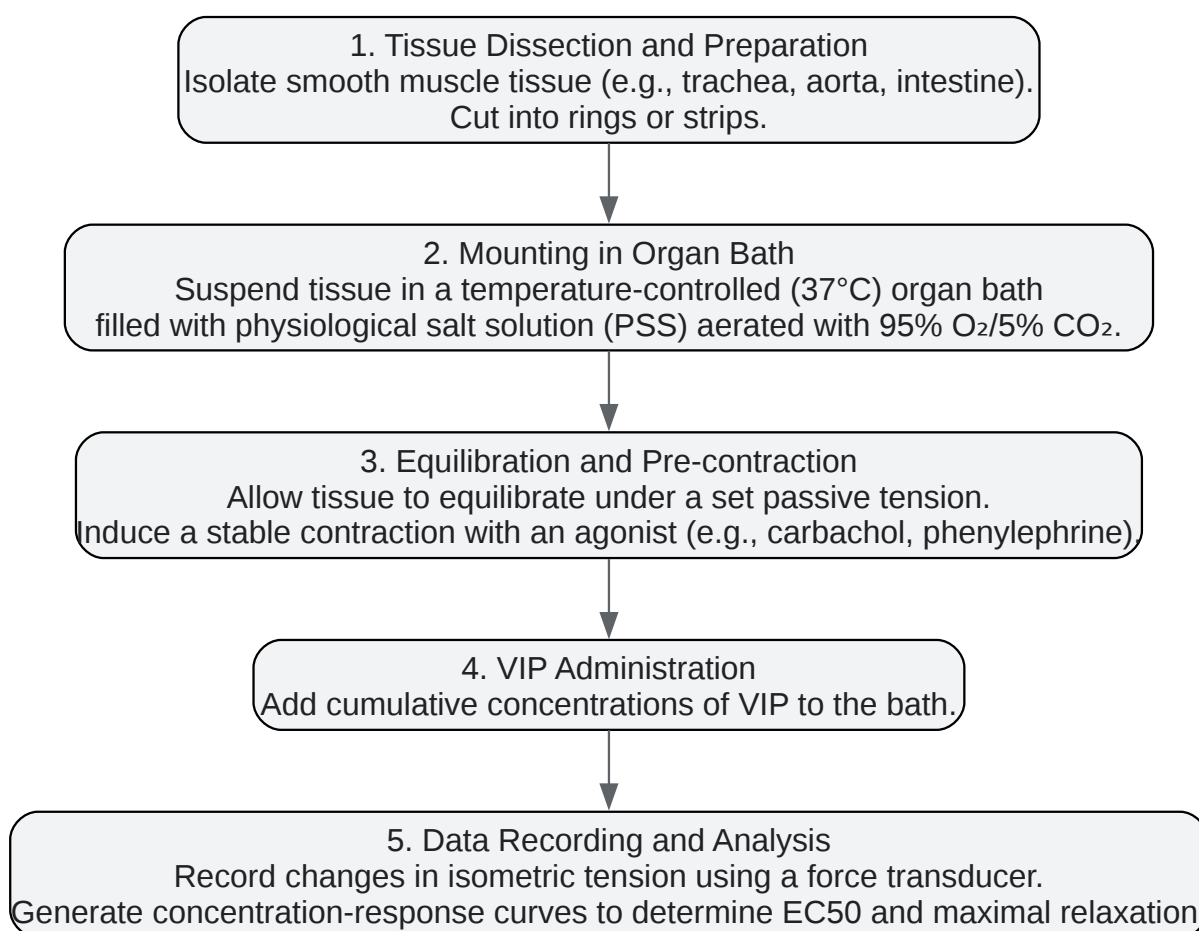 1. Tissue Dissection and Preparation
Isolate smooth muscle tissue (e.g., trachea, aorta, intestine).
Cut into rings or strips.
2. Mounting in Organ Bath
Suspend tissue in a temperature-controlled (37°C) organ bath
filled with physiological salt solution (PSS) aerated with 95% O₂/5% CO₂.
3. Equilibration and Pre-contraction
Allow tissue to equilibrate under a set passive tension.
Induce a stable contraction with an agonist (e.g., carbachol, phenylephrine).
4. VIP Administration
Add cumulative concentrations of VIP to the bath.
5. Data Recording and Analysis
Record changes in isometric tension using a force transducer.
Generate concentration-response curves to determine EC50 and maximal relaxation